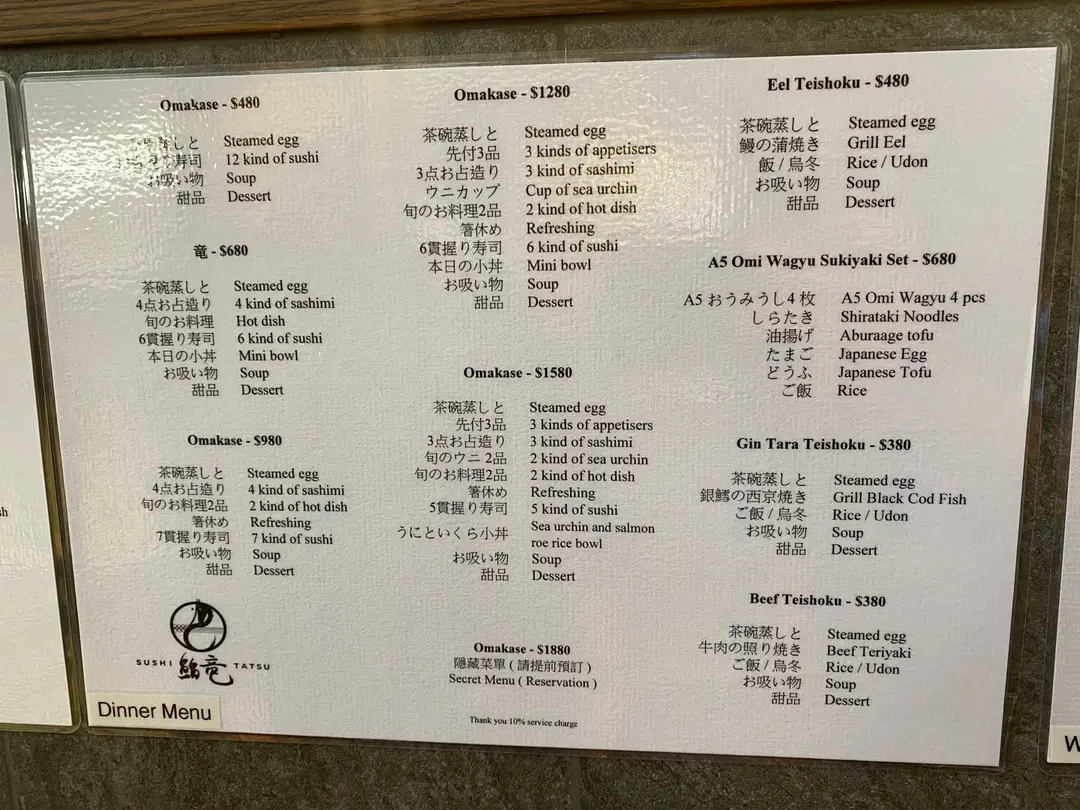 Omakase - $480
蒸しと Steamed egg
寿司 12 kind of sushi
お吸い物 Soup
甜品 Dessert
竜 - $680
茶碗蒸しと Steamed egg
4点お占造り 4 kind of sashimi
旬のお料理 Hot dish
6貫握り寿司 6 kind of sushi
本日の小丼 Mini bowl
お吸い物 Soup
甜品 Dessert
Omakase - $980
茶碗蒸しと Steamed egg
4点お占造り 4 kind of sashimi
旬のお料理2品 2 kind of hot dish
箸休め Refreshing
7貫握り寿司 7 kind of sushi
お吸い物 Soup
甜品 Dessert
SUSHI 鮨竜 TATSU
Dinner Menu
Omakase - $1280
茶碗蒸しと Steamed egg
先付3品 3 kinds of appetisers
3点お占造り 3 kind of sashimi
ウニカップ Cup of sea urchin
旬のお料理2品 2 kind of hot dish
箸休め Refreshing
6貫握り寿司 6 kind of sushi
本日の小丼 Mini bowl
お吸い物 Soup
甜品 Dessert
Omakase - $1580
茶碗蒸しと Steamed egg
先付3品 3 kinds of appetisers
3点お占造り 3 kind of sashimi
旬のウニ 2品 2 kind of sea urchin
旬のお料理2品 2 kind of hot dish
箸休め Refreshing
5貫握り寿司 5 kind of sushi
うにといくら小丼 Sea urchin and salmon
roe rice bowl
お吸い物 Soup
甜品 Dessert
Omakase - $1880
隱藏菜單 ( 請提前預訂 )
Secret Menu ( Reservation )
Thank you 10% service charge
Eel Teishoku - $480
茶碗蒸しと Steamed egg
鰻の蒲焼き Grill Eel
飯 / 烏冬 Rice / Udon
お吸い物 Soup
甜品 Dessert
A5 Omi Wagyu Sukiyaki Set - $680
A5 おうみうし4 枚 A5 Omi Wagyu 4 pcs
しらたき Shirataki Noodles
油揚げ Aburaage tofu
たまご Japanese Egg
どうふ Japanese Tofu
ご飯 Rice
Gin Tara Teishoku - $380
茶碗蒸しと Steamed egg
銀鱈の西京焼き Grill Black Cod Fish
ご飯 / 烏冬 Rice / Udon
お吸い物 Soup
甜品 Dessert
Beef Teishoku - $380
茶碗蒸しと Steamed egg
牛肉の照り焼き Beef Teriyaki
ご飯 / 烏冬 Rice / Udon
お吸い物 Soup
甜品 Dessert